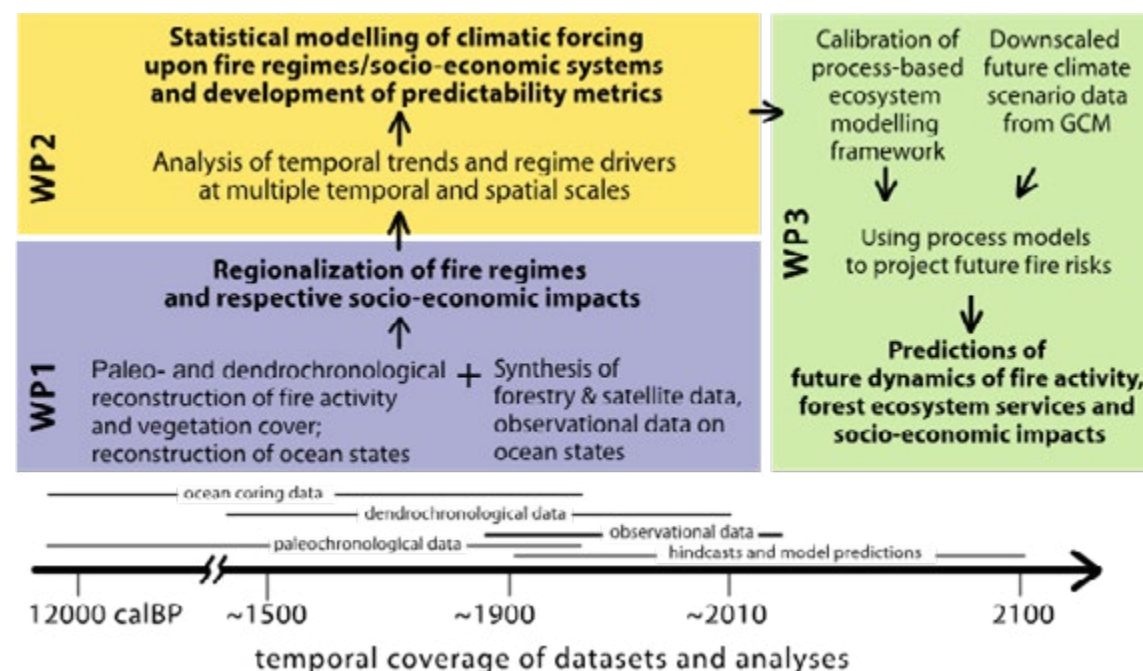 WP2
Statistical modelling of climatic forcing
upon fire regimes/socio-economic systems
and development of predictability metrics
Analysis of temporal trends and regime drivers
at multiple temporal and spatial scales
WP1
Regionalization of fire regimes
and respective socio-economic impacts
Paleo- and dendrochronological
reconstruction of fire activity
and vegetation cover;
reconstruction of ocean states
+
Synthesis of
forestry & satellite data,
observational data on
ocean states
WP3
Calibration of
process-based
ecosystem
modelling
framework
Downscaled
future climate
scenario data
from GCM
Using process models
to project future fire risks
Predictions of
future dynamics of fire activity,
forest ecosystem services and
socio-economic impacts
ocean coring data
dendrochronological data
observational data
paleochronological data
hindcasts and model predictions
12000 calBP
~1500
~1900
~2010
2100
temporal coverage of datasets and analyses